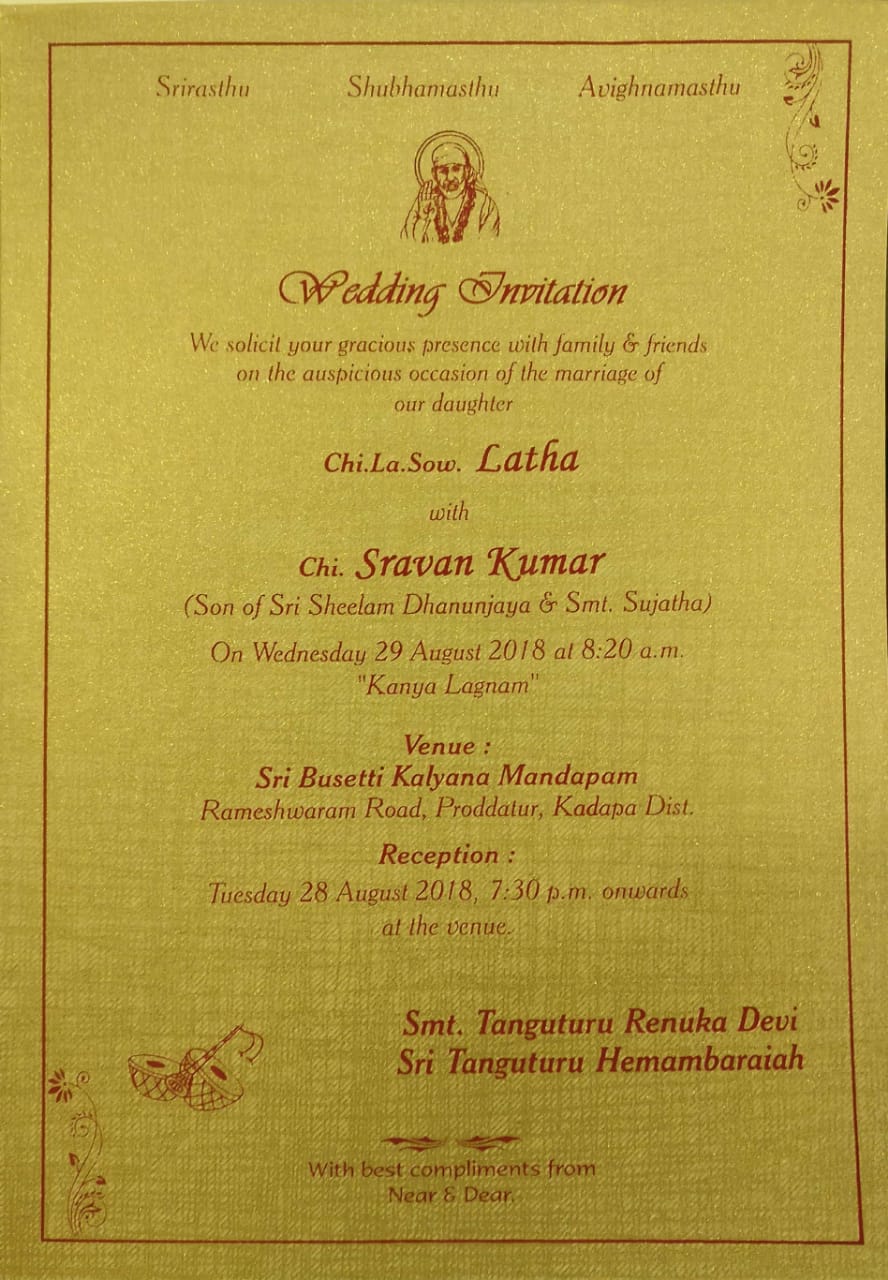 Srirasthu Shubhamasthu Avighnamasthu
Wedding Invitation
We solicit your gracious presence with family & friends
on the auspicious occasion of the marriage of
our daughter
Chi.La.Sow. Latha
with
Chi. Sravan Kumar
(Son of Sri Sheelam Dhanunjaya & Smt. Sujatha)
On Wednesday 29 August 2018 at 8:20 a.m.
"Kanya Lagnam"
Venue :
Sri Busetti Kalyana Mandapam
Rameshwaram Road, Proddatur, Kadapa Dist.
Reception :
Tuesday 28 August 2018, 7:30 p.m. onwards
at the venue.
Smt. Tanguturu Renuka Devi
Sri Tanguturu Hemambaraiah
With best compliments from
Near & Dear.